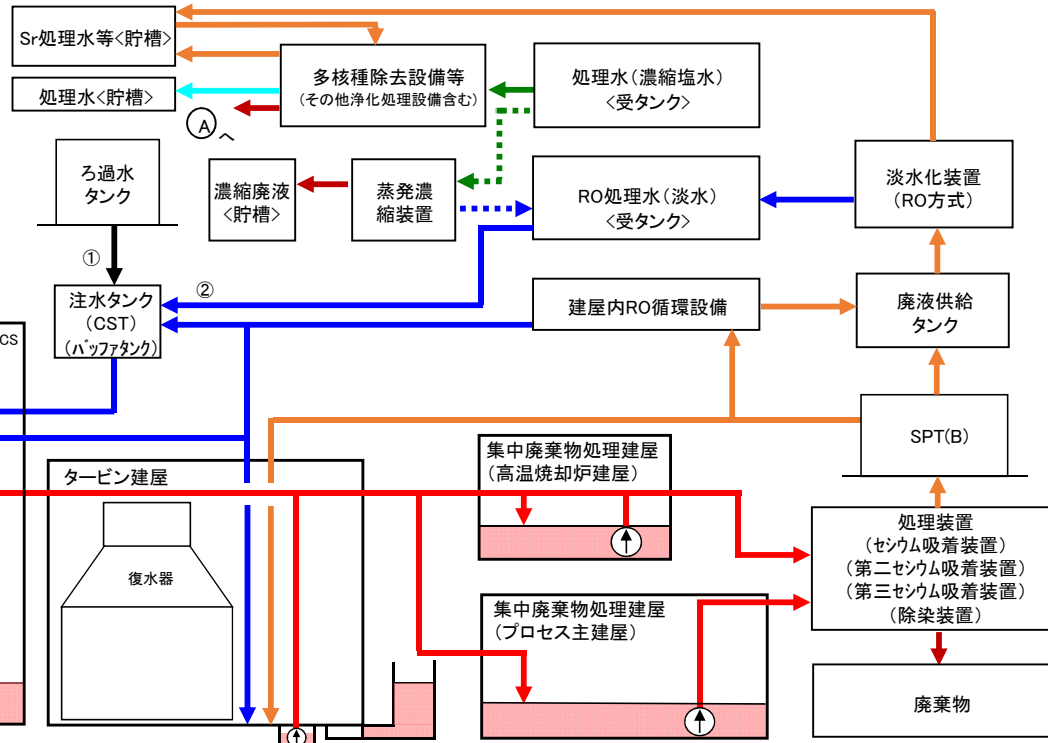 Sr処理水等<貯槽>
処理水<貯槽>
多核種除去設備等
(その他浄化処理設備含む)
処理水(濃縮塩水)
<受タンク>
Aへ
ろ過水
タンク
濃縮廃液
<貯槽>
蒸発濃
縮装置
RO処理水(淡水)
<受タンク>
淡水化装置
(RO方式)
①
②
注水タンク
(CST)
(バッファタンク)
建屋内RO循環設備
廃液供給
タンク
CS
SPT(B)
タービン建屋
集中廃棄物処理建屋
(高温焼却炉建屋)
復水器
処理装置
(セシウム吸着装置)
(第二セシウム吸着装置)
(第三セシウム吸着装置)
(除染装置)
集中廃棄物処理建屋
(プロセス主建屋)
廃棄物